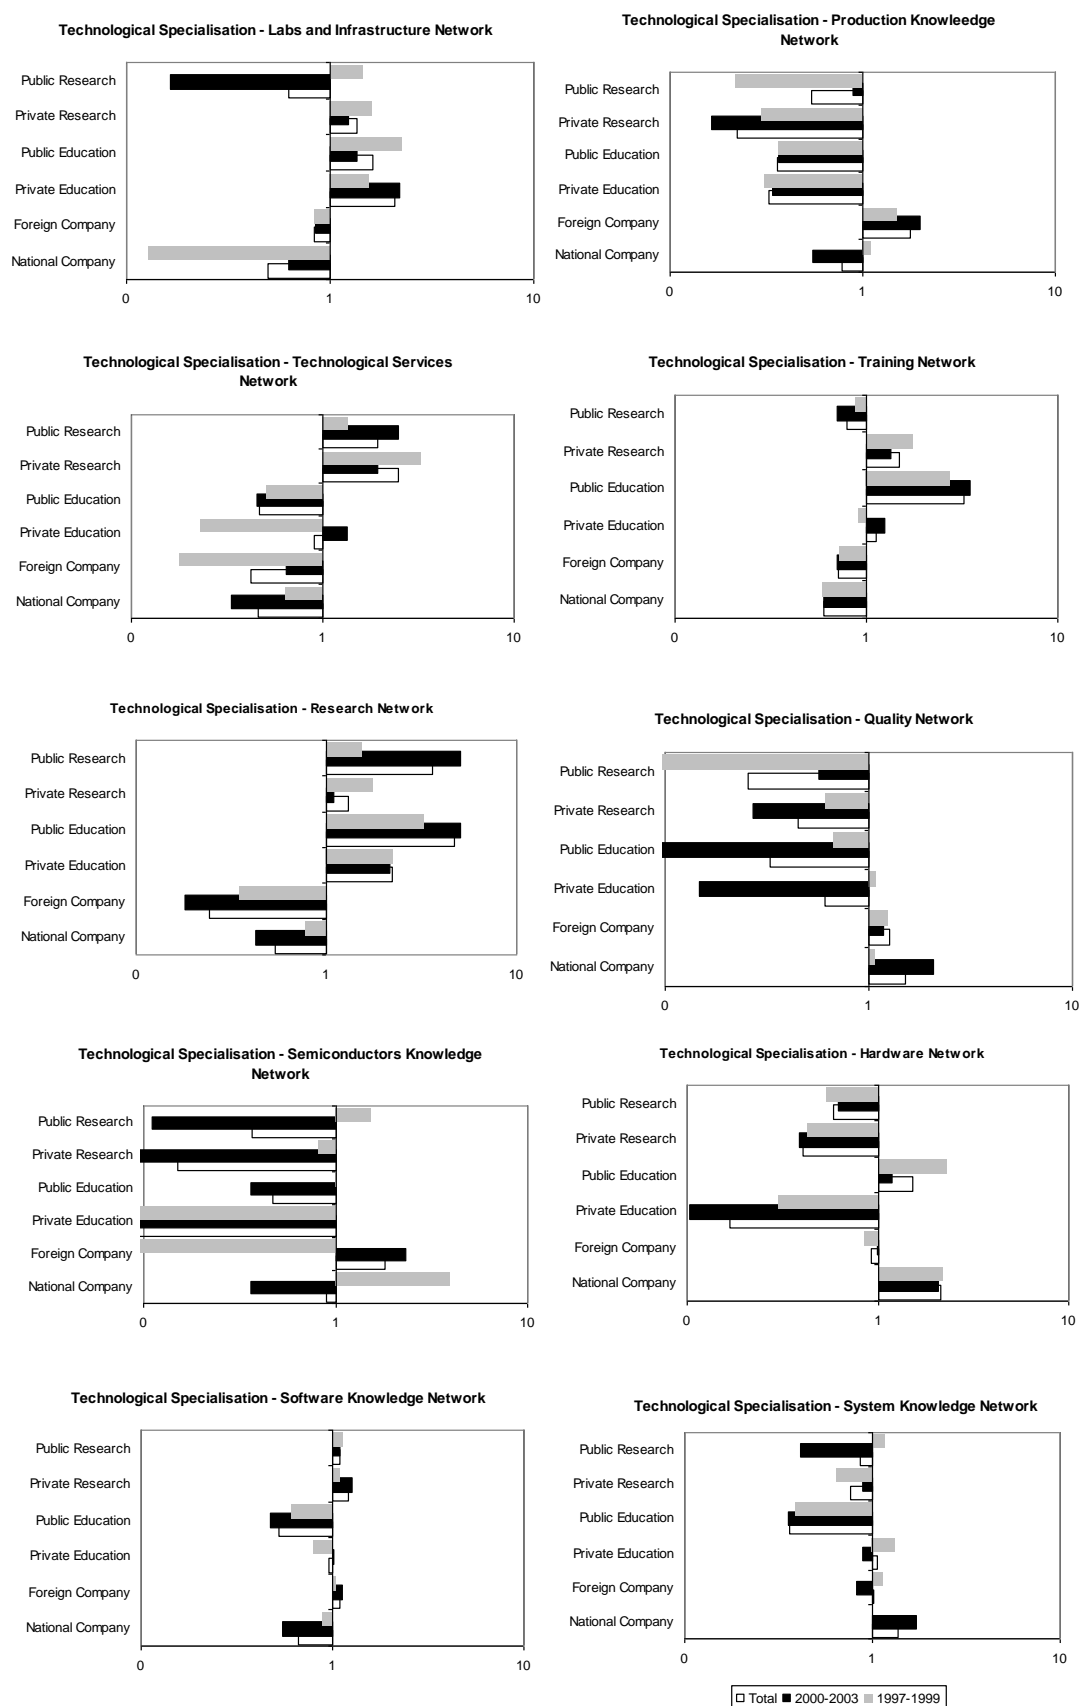 Technological Specialisation - Labs and Infrastructure Network
Public Research
Private Research
Public Education
Private Education
Foreign Company
National Company
0 1 10
Technological Specialisation - Production Knowleedge
Network
Public Research
Private Research
Public Education
Private Education
Foreign Company
National Company
0 1 10
Technological Specialisation - Technological Services
Network
Public Research
Private Research
Public Education
Private Education
Foreign Company
National Company
0 1 10
Technological Specialisation - Training Network
Public Research
Private Research
Public Education
Private Education
Foreign Company
National Company
0 1 10
Technological Specialisation - Research Network
Public Research
Private Research
Public Education
Private Education
Foreign Company
National Company
0 1 10
Technological Specialisation - Quality Network
Public Research
Private Research
Public Education
Private Education
Foreign Company
National Company
0 1 10
Technological Specialisation - Semiconductors Knowledge
Network
Public Research
Private Research
Public Education
Private Education
Foreign Company
National Company
0 1 10
Technological Specialisation - Hardware Network
Public Research
Private Research
Public Education
Private Education
Foreign Company
National Company
0 1 10
Technological Specialisation - Software Knowledge Network
Public Research
Private Research
Public Education
Private Education
Foreign Company
National Company
0 1 10
Technological Specialisation - System Knowledge Network
Public Research
Private Research
Public Education
Private Education
Foreign Company
National Company
0 1 10
Total 2000-2003 1997-1999